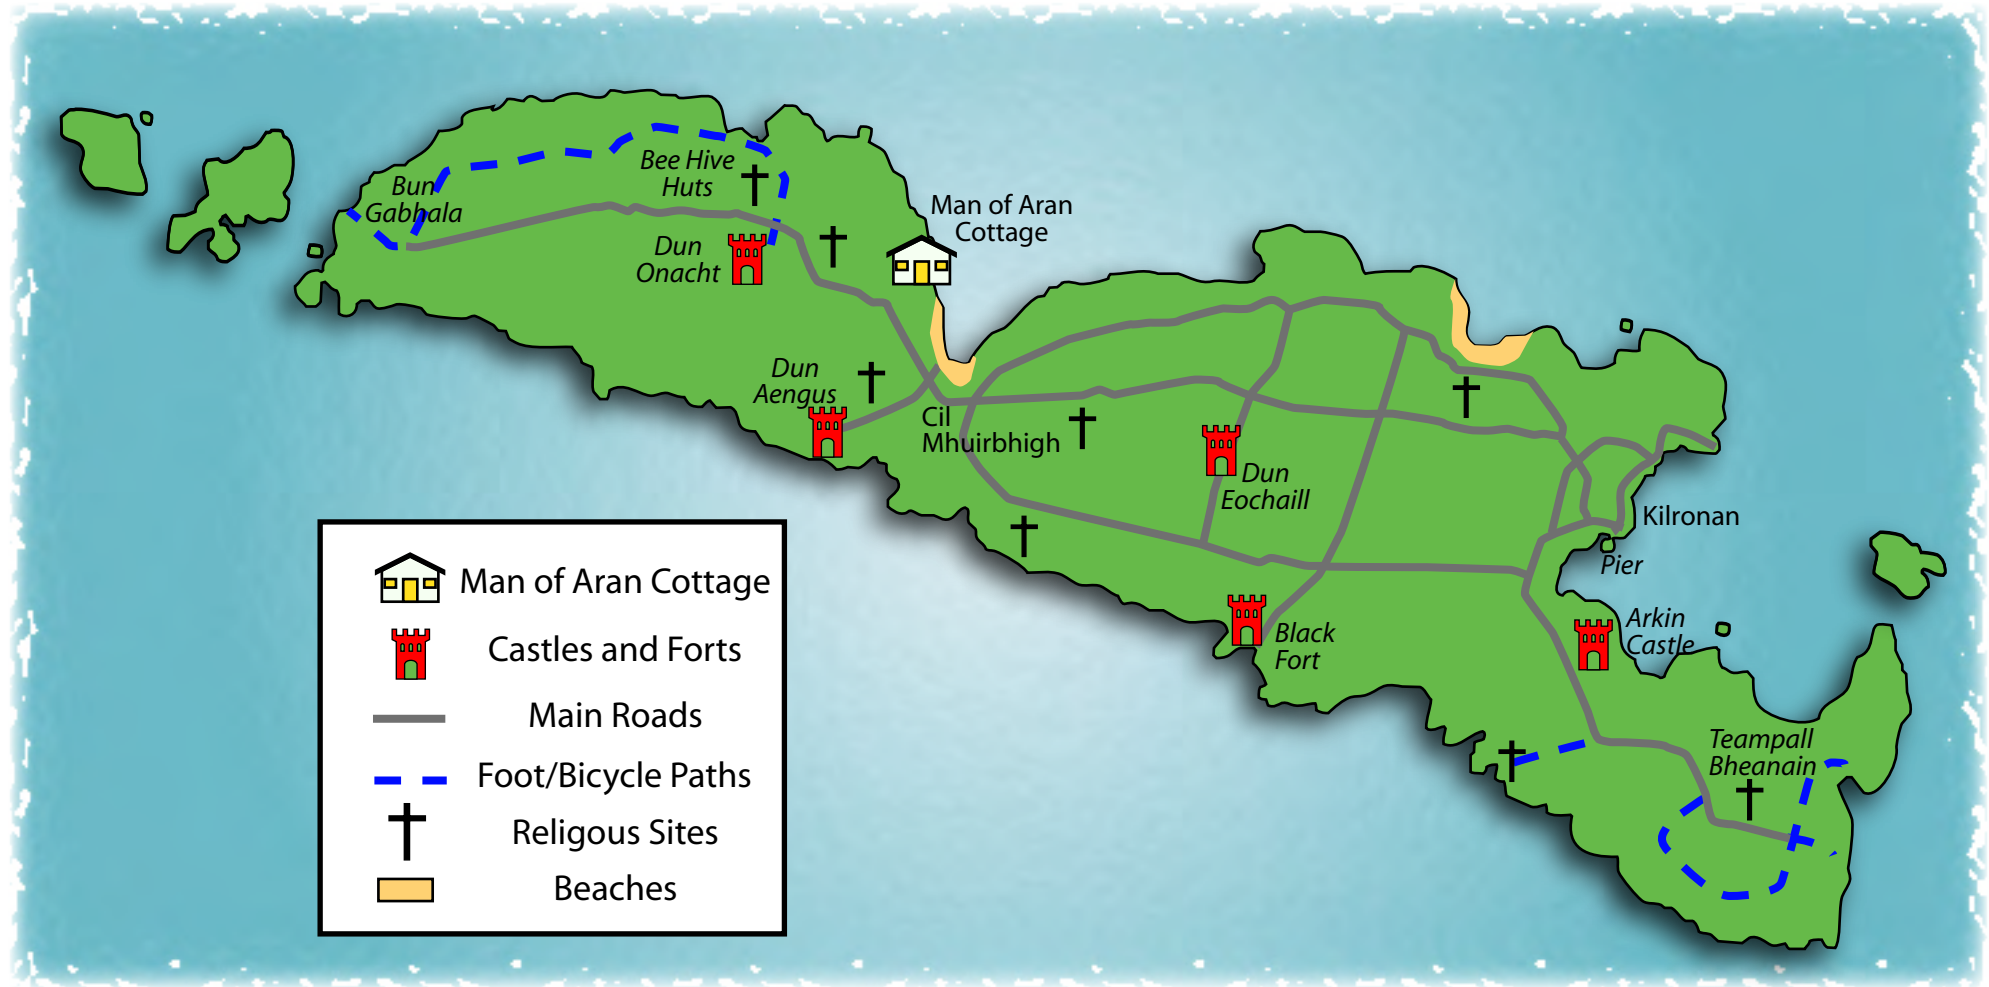 Bee Hive
Huts
Bun
Gabhala
Man of Aran
Cottage
Dun
Onacht
Dun
Aengus
Cil
Mhuirbhigh
Dun
Eochaill
Kilronan
Pier
Black
Fort
Arkin
Castle
Teampall
Bheanain
Man of Aran Cottage
Castles and Forts
Main Roads
Foot/Bicycle Paths
Religous Sites
Beaches